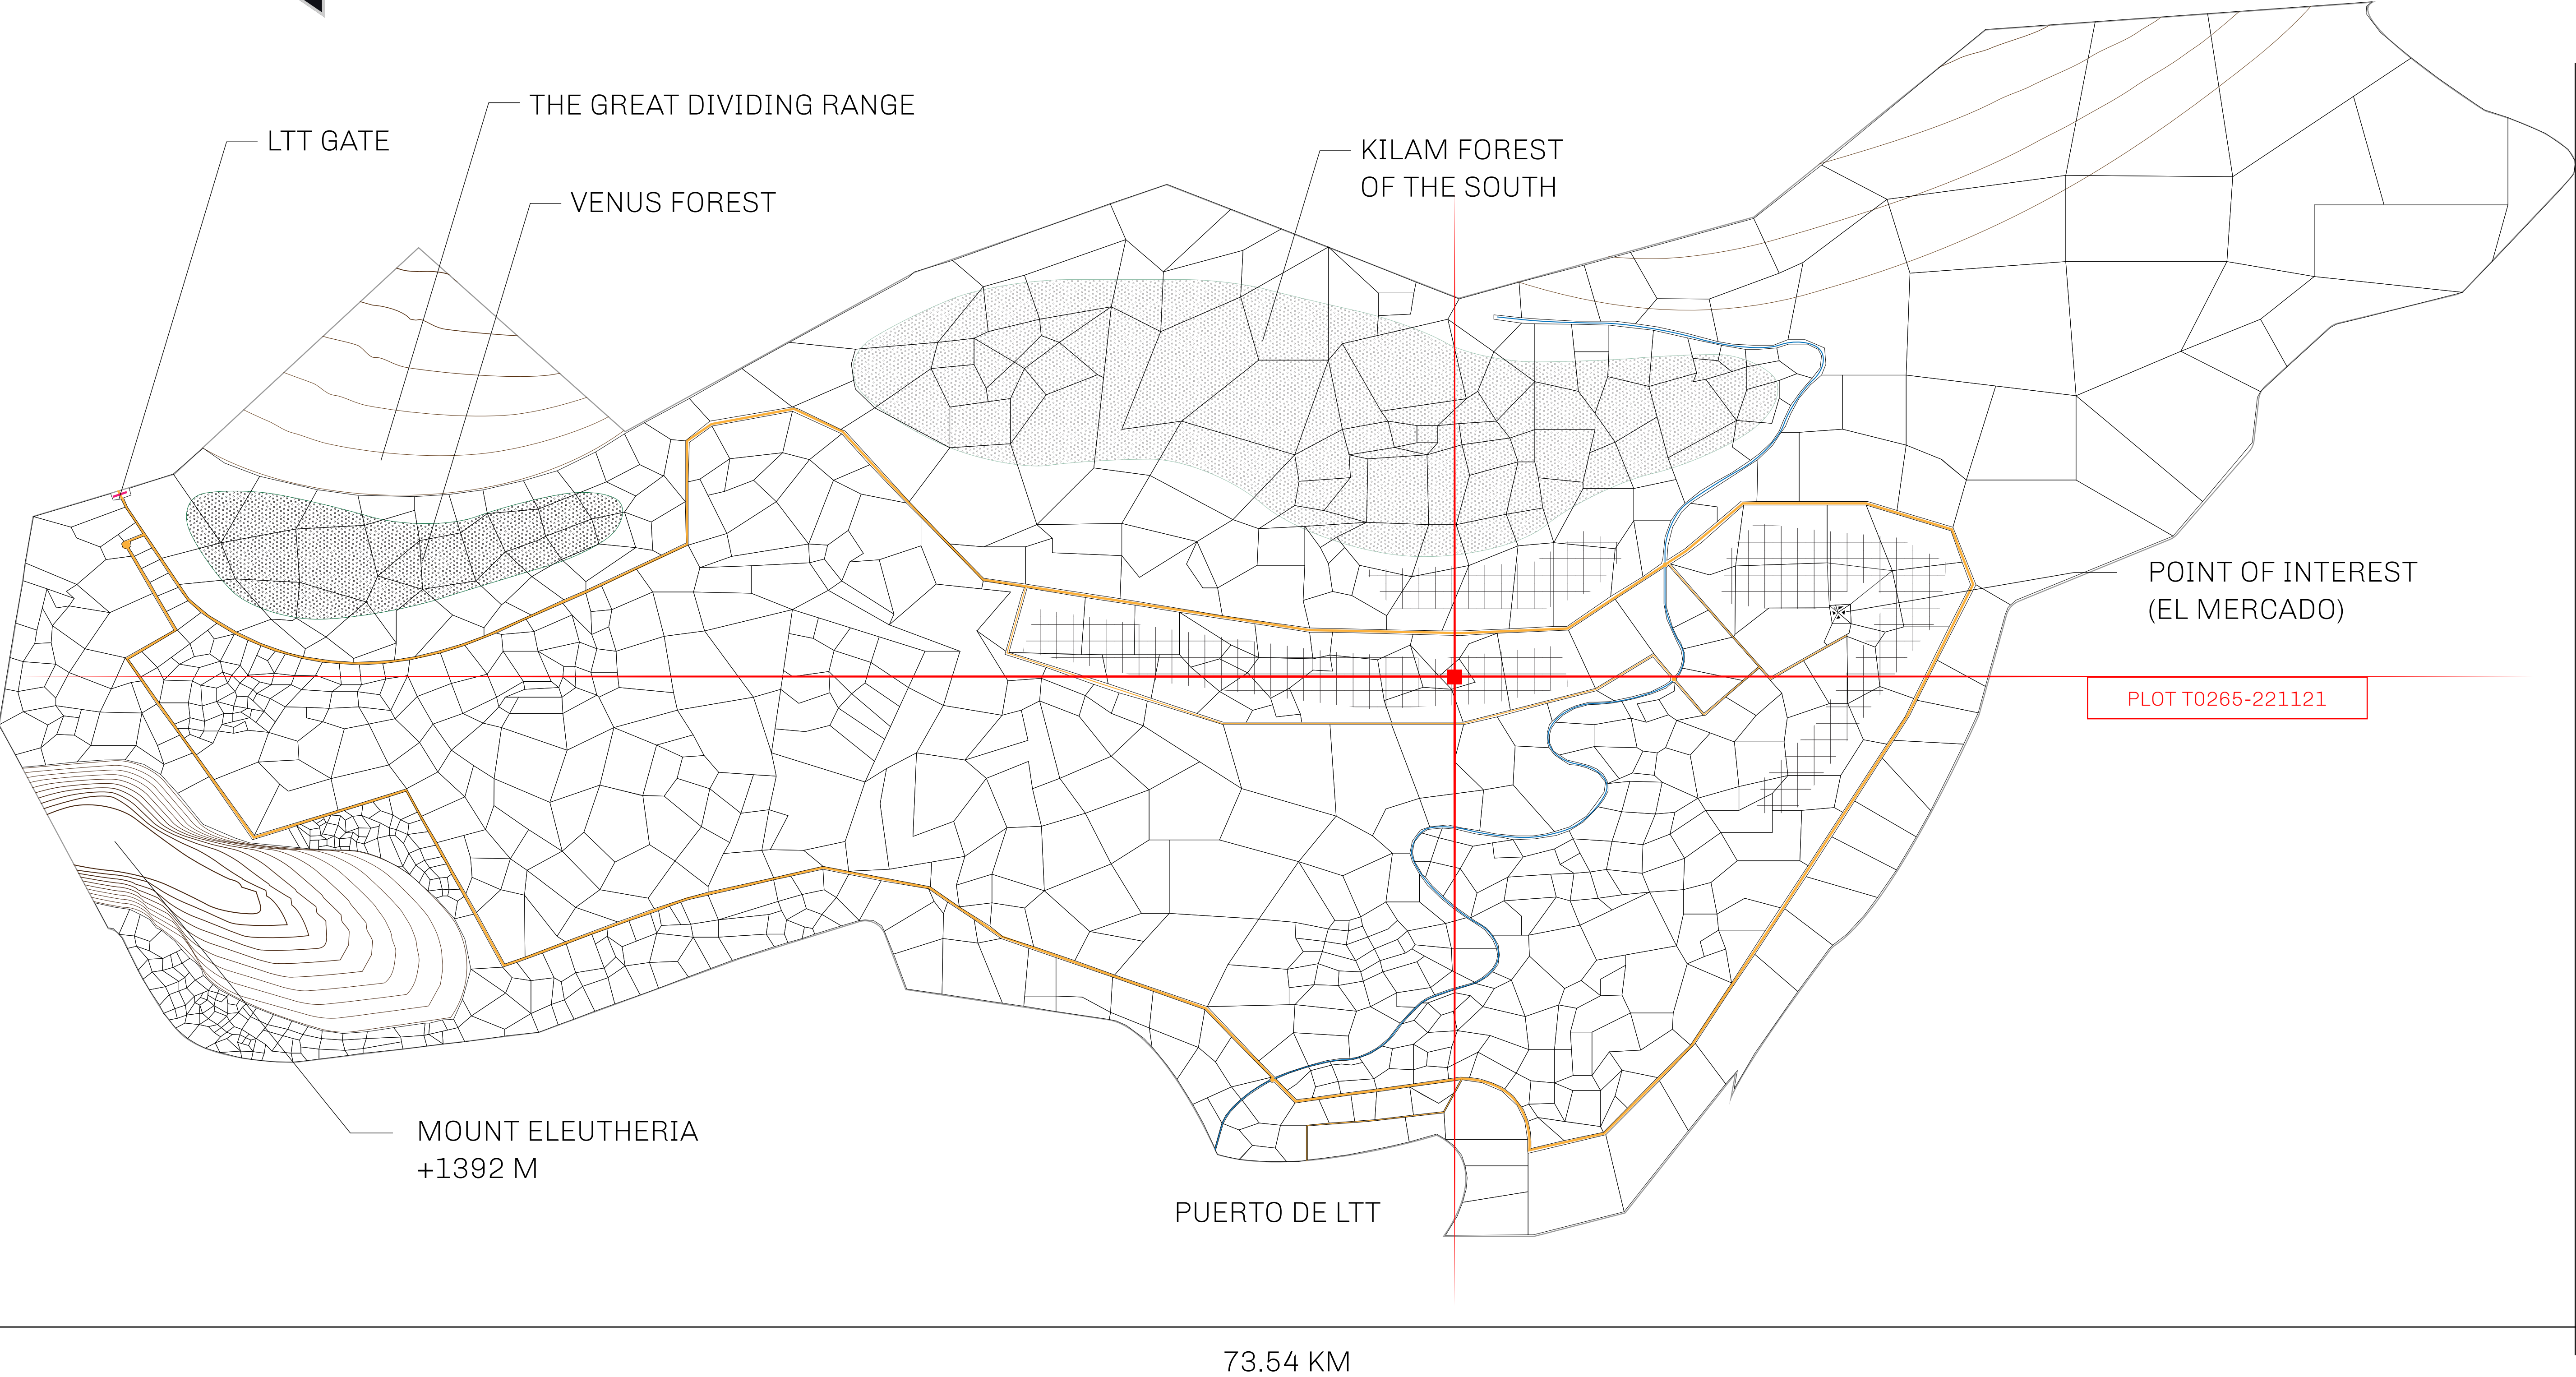 THE GREAT DIVIDING RANGE
LTT GATE
KILAM FOREST
OF THE SOUTH
VENUS FOREST
POINT OF INTEREST
(EL MERCADO)
PLOT T0265-221121
MOUNT ELEUTHERIA
+1392 M
PUERTO DE LTT
73.54 KM